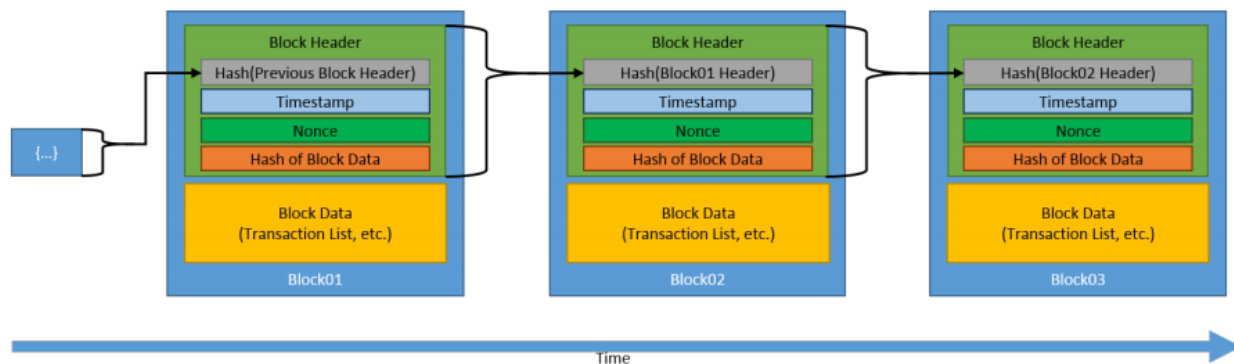 {...}
Block Header
Hash(Previous Block Header)
Timestamp
Nonce
Hash of Block Data
Block Data
(Transaction List, etc.)
Block01
Block Header
Hash(Block01 Header)
Timestamp
Nonce
Hash of Block Data
Block Data
(Transaction List, etc.)
Block02
Block Header
Hash(Block02 Header)
Timestamp
Nonce
Hash of Block Data
Block Data
(Transaction List, etc.)
Block03
Time